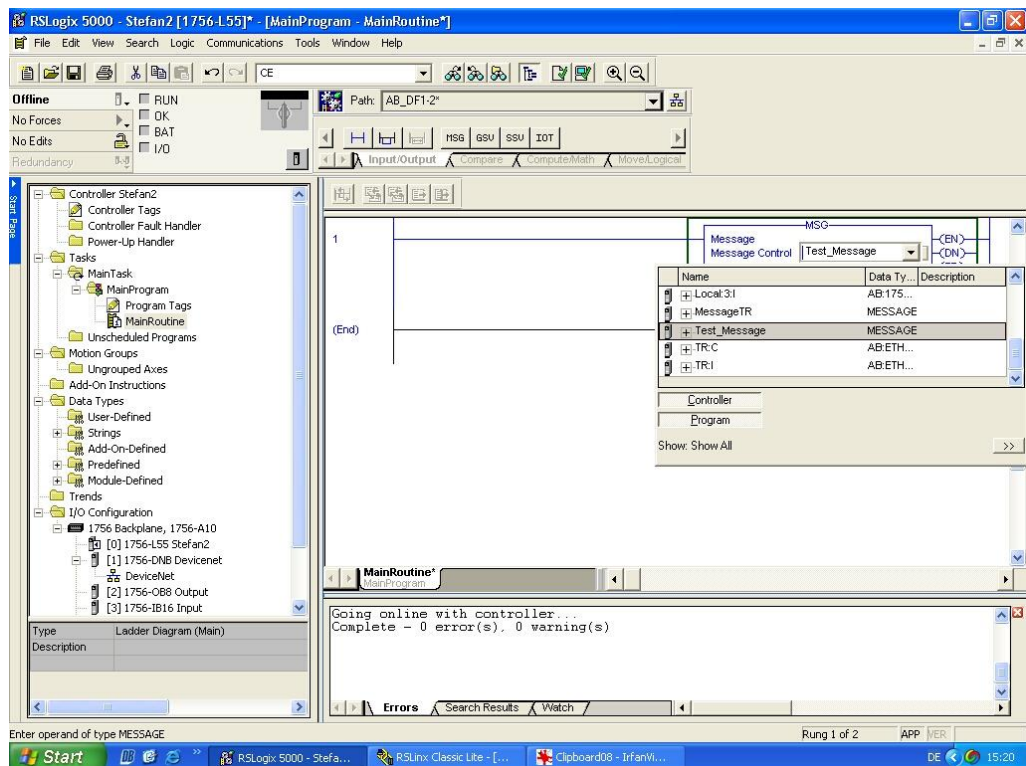 RSLogix 5000 - Stefan2 [1756-L55]* - [MainProgram - MainRoutine*]
File Edit View Search Logic Communications Tools Window Help
CE
Offline
RUN
No Forces
OK
No Edits
BAT
Redundancy
I/O
Path: AB_DF1-2*
MSG GSV SSV IOT
Input/Output Compare Compute/Math Move/Logical
Start Page
Controller Stefan2
Controller Tags
Controller Fault Handler
Power-Up Handler
Tasks
MainTask
MainProgram
Program Tags
MainRoutine
Unscheduled Programs
Motion Groups
Ungrouped Axes
Add-On Instructions
Data Types
User-Defined
Strings
Add-On-Defined
Predefined
Module-Defined
Trends
I/O Configuration
1756 Backplane, 1756-A10
[0] 1756-L55 Stefan2
[1] 1756-DNB Devicenet
DeviceNet
[2] 1756-OB8 Output
[3] 1756-IB16 Input
Type Ladder Diagram (Main)
Description
1
MSG
Message
EN
Message Control Test_Message
DN
(End)
Name Data Ty... Description
Local:3:I AB:175...
MessageTR MESSAGE
Test_Message MESSAGE
TR:C AB:ETH...
TR:I AB:ETH...
Controller
Program
Show: Show All >>
MainRoutine*
MainProgram
Going online with controller...
Complete - 0 error(s), 0 warning(s)
Errors Search Results Watch
Enter operand of type MESSAGE
Rung 1 of 2 APP VER
Start
RSLogix 5000 - Stefa...
RSLinx Classic Lite - [...
Clipboard08 - IrfanVi...
DE 15:20